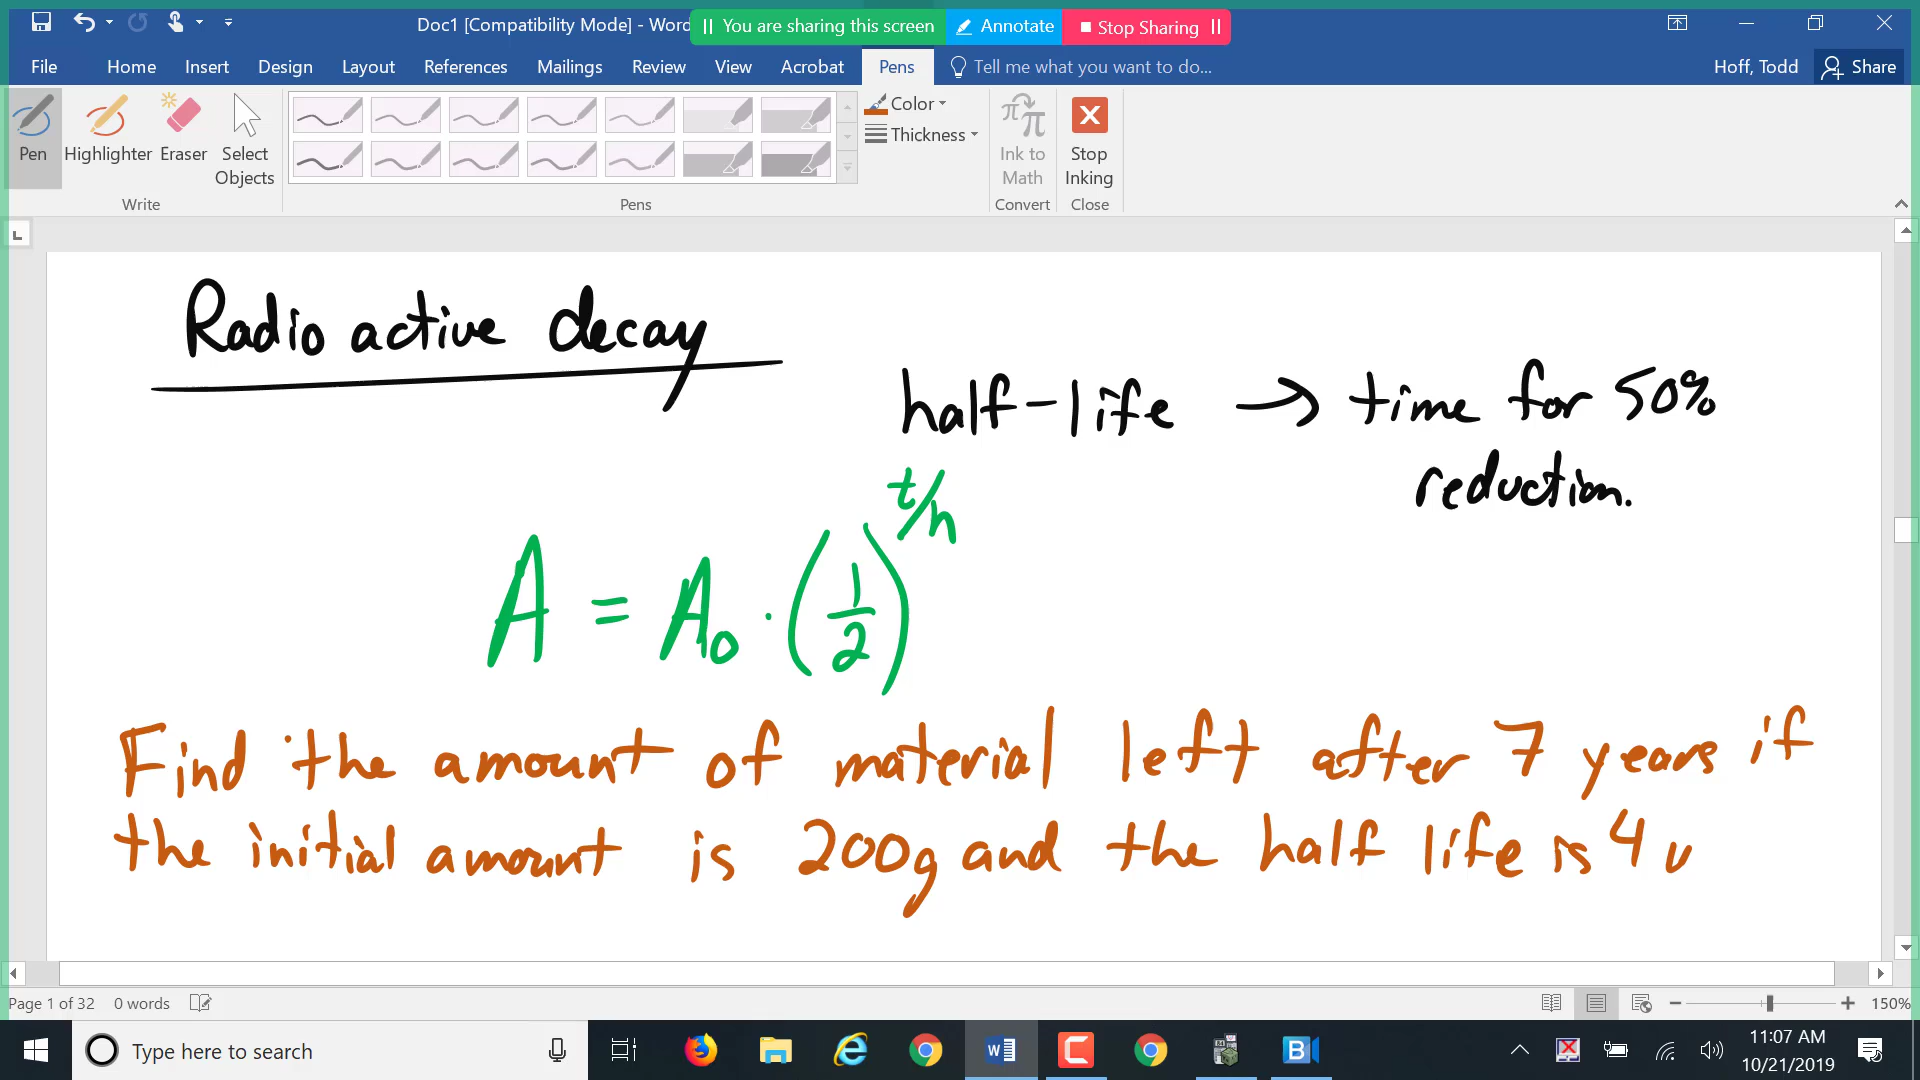 Doc1 [Compatibility Mode] - Word
You are sharing this screen
Annotate
Stop Sharing
File Home Insert Design Layout References Mailings Review View Acrobat Pens Tell me what you want to do... Hoff, Todd Share
Pen Highlighter Eraser Select Objects
Color
Thickness
Ink to Math
Stop Inking
Write Pens Convert Close
Radio active decay
half-life → time for 50%
reduction.
A = A₀ · (1/2)^(t/h)
Find the amount of material left after 7 years if
the initial amount is 200g and the half life is 4
Page 1 of 32 0 words 150%
Type here to search
11:07 AM
10/21/2019